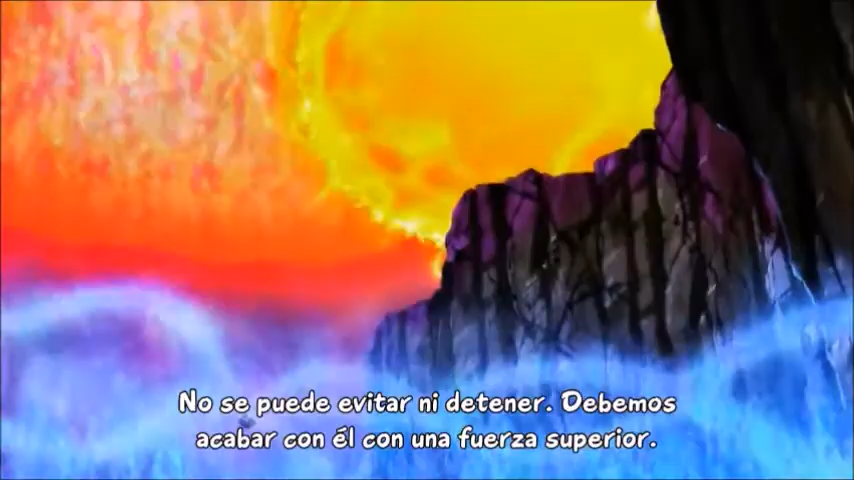 No se puede evitar ni detener. Debemos
acabar con él con una fuerza superior.